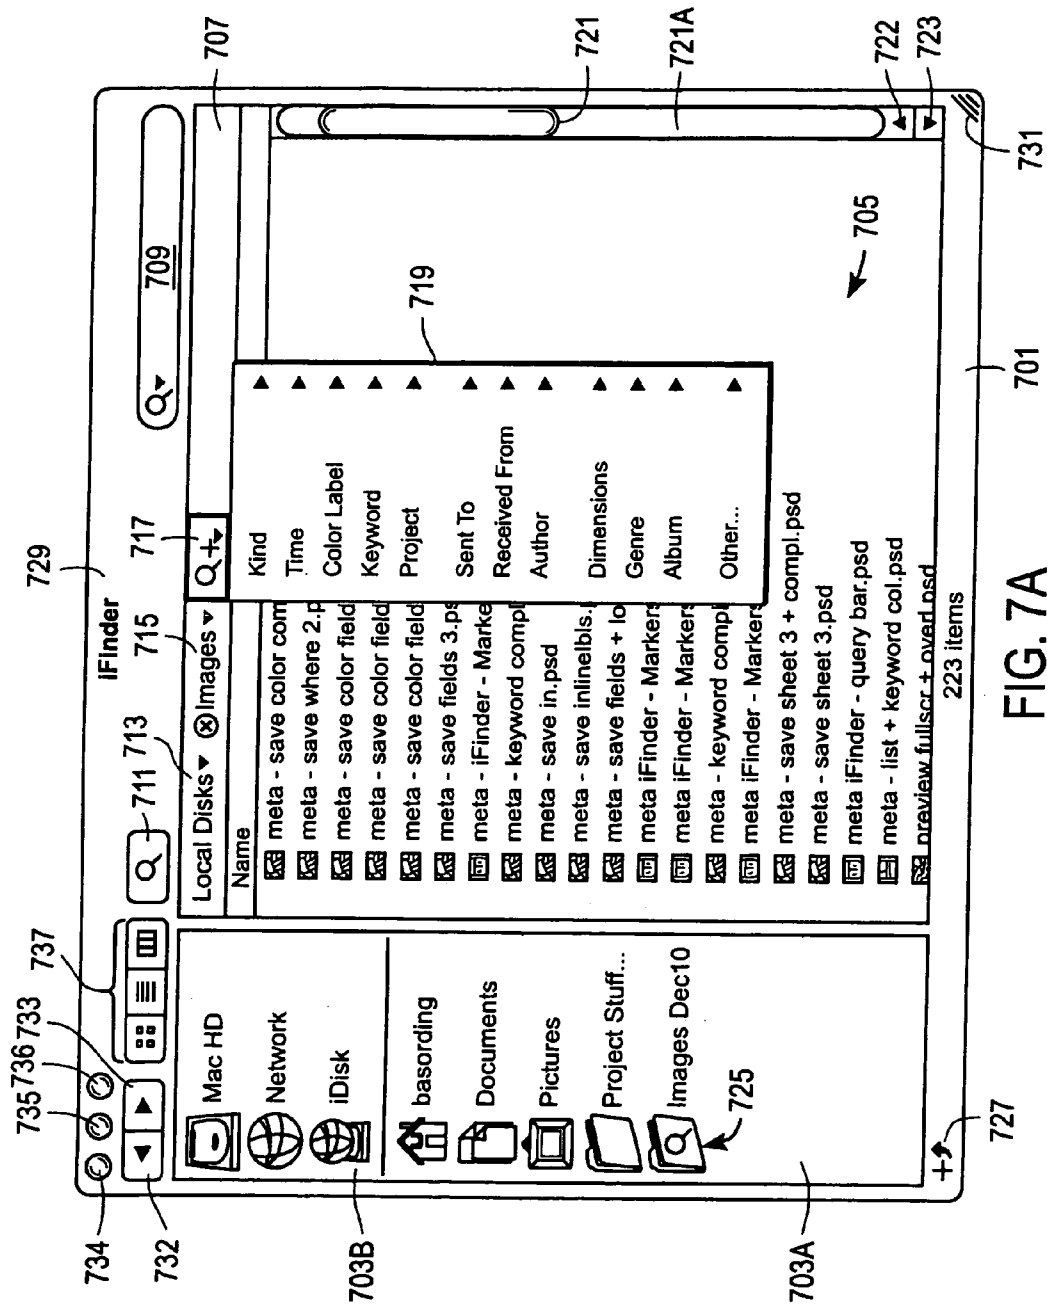 729
iFinder
709
707
711 713 715 717
737
733
736
735
734
732
Local Disks Images
Name
Mac HD
Network
iDisk
703B
basording
Documents
Pictures
Project Stuff...
Images Dec10
725
703A
727
meta - save color com
meta - save where 2.p
meta - save color field
meta - save color field
meta - save color field
meta - save fields 3.ps
meta - iFinder - Marke
meta - keyword compl
meta - save in.psd
meta - save inlinelbls.
meta - save fields + lo
meta iFinder - Markers
meta iFinder - Markers
meta - keyword compl
meta iFinder - Markers
meta - save sheet 3 + compl.psd
meta - save sheet 3.psd
meta iFinder - query bar.psd
meta - list + keyword col.psd
preview fullscr + overl.psd
Kind
Time
Color Label
Keyword
Project
Sent To
Received From
Author
Dimensions
Genre
Album
Other...
719
721
721A
722
723
705
731
223 items
701
FIG. 7A